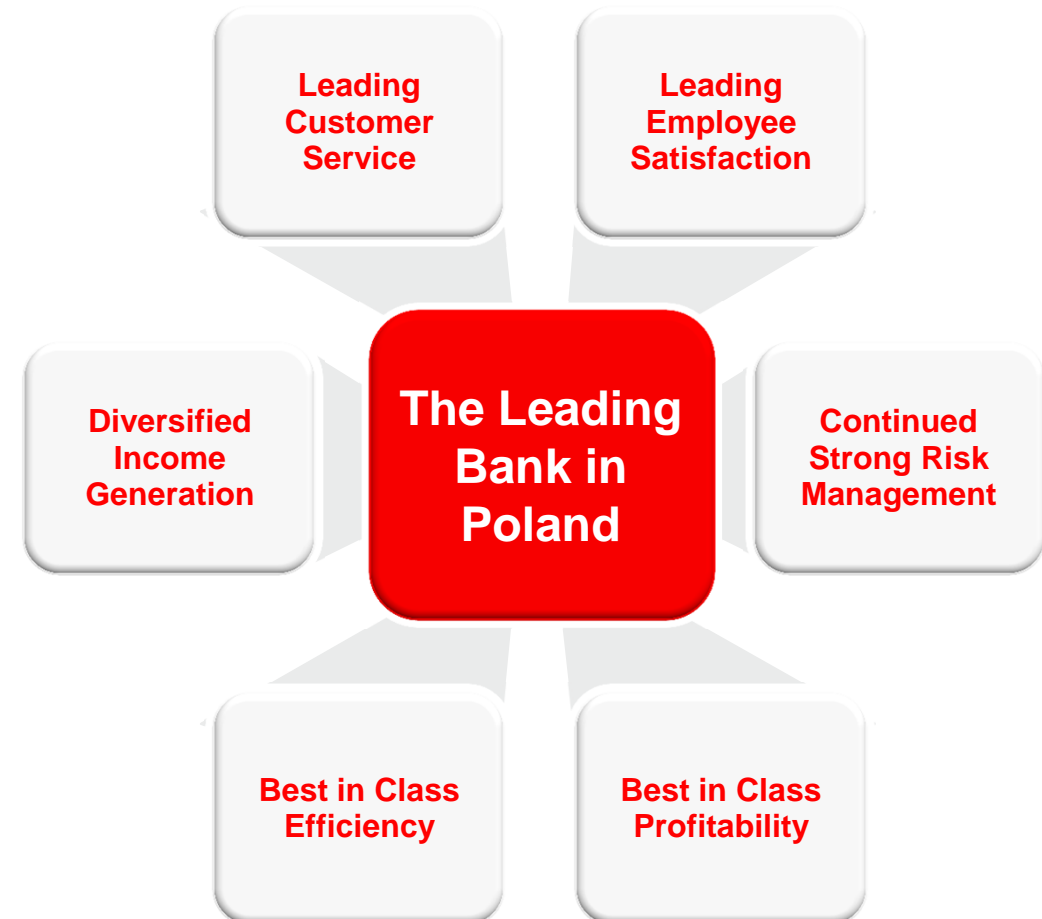 Leading
Customer
Service
Leading
Employee
Satisfaction
Diversified
Income
Generation
The Leading
Bank in
Poland
Continued
Strong Risk
Management
Best in Class
Efficiency
Best in Class
Profitability